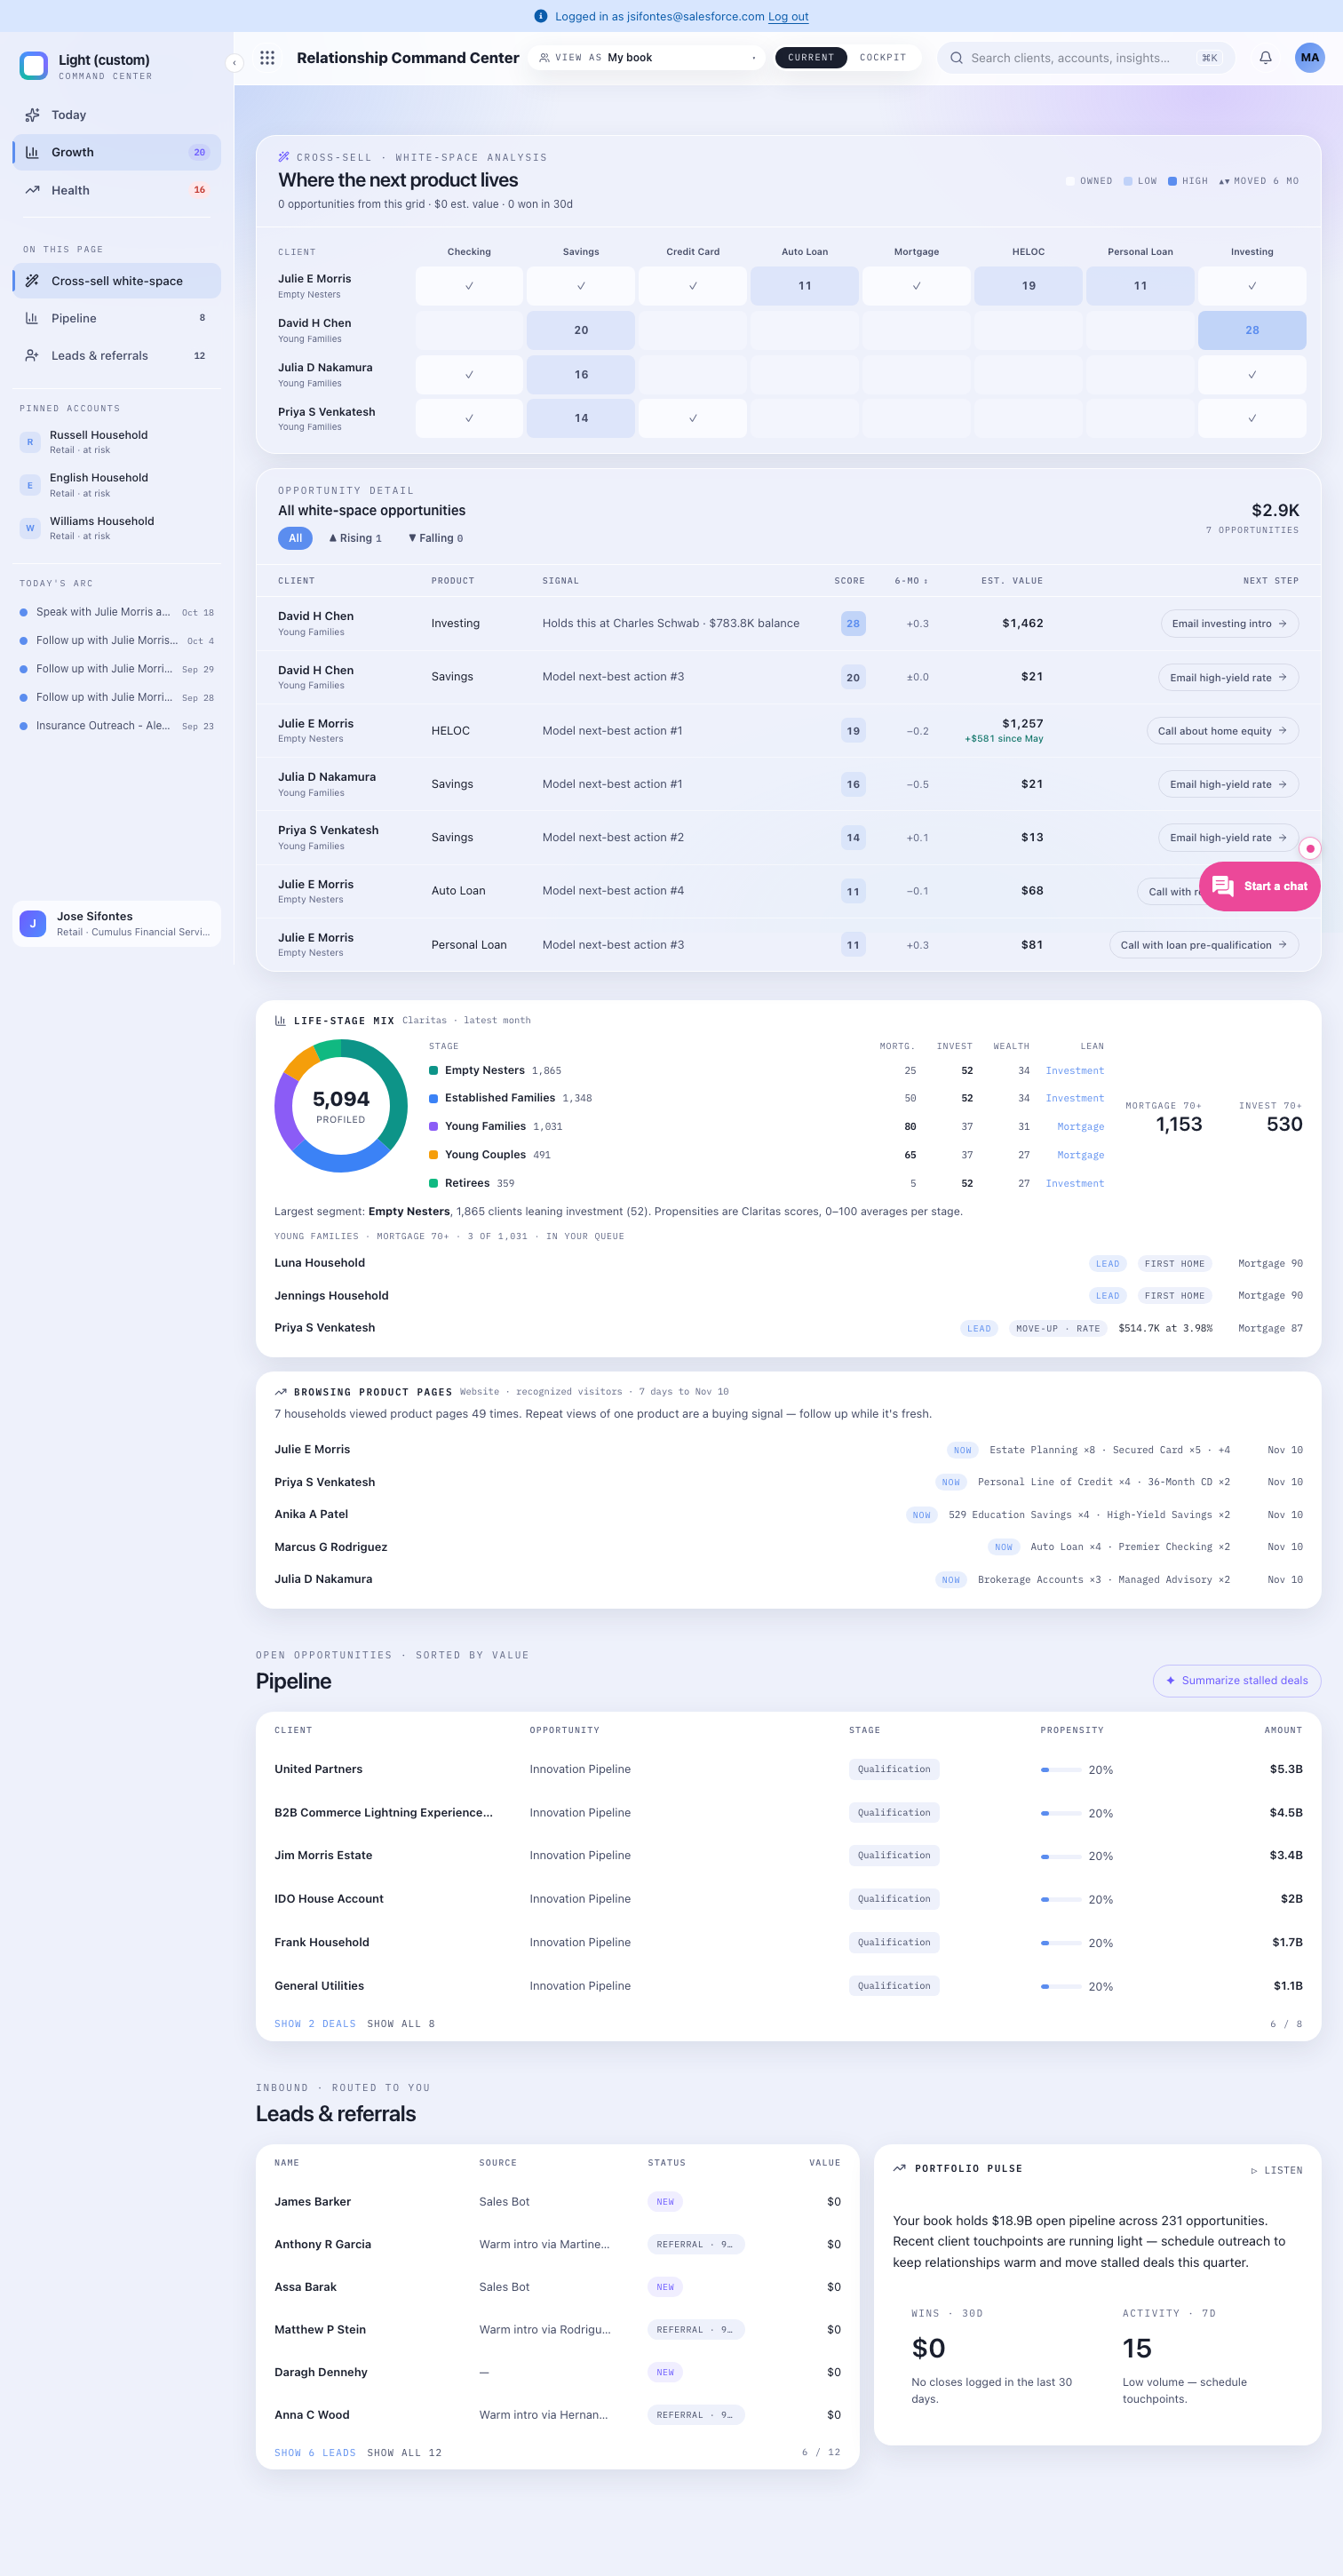 Logged in as jsifontes@salesforce.com Log out
Light (custom)
COMMAND CENTER
Today
Growth 20
Health 16
ON THIS PAGE
Cross-sell white-space
Pipeline 8
Leads & referrals 12
PINNED ACCOUNTS
R Russell Household
Retail · at risk
E English Household
Retail · at risk
W Williams Household
Retail · at risk
TODAY'S ARC
Speak with Julie Morris a... Oct 18
Follow up with Julie Morris... Oct 4
Follow up with Julie Morri... Sep 29
Follow up with Julie Morri... Sep 28
Insurance Outreach - Ale... Sep 23
J Jose Sifontes
Retail · Cumulus Financial Servi...
Relationship Command Center
VIEW AS My book
CURRENT COCKPIT
Search clients, accounts, insights... ⌘K
MA
CROSS-SELL · WHITE-SPACE ANALYSIS
Where the next product lives
0 opportunities from this grid · $0 est. value · 0 won in 30d
OWNED LOW HIGH ▲▼ MOVED 6 MO
CLIENT Checking Savings Credit Card Auto Loan Mortgage HELOC Personal Loan Investing
Julie E Morris ✓ ✓ ✓ 11 ✓ 19 11 ✓
Empty Nesters
David H Chen 20 28
Young Families
Julia D Nakamura ✓ 16 ✓
Young Families
Priya S Venkatesh ✓ 14 ✓ ✓
Young Families
OPPORTUNITY DETAIL
All white-space opportunities
$2.9K
7 OPPORTUNITIES
All ▲ Rising 1 ▼ Falling 0
CLIENT PRODUCT SIGNAL SCORE 6-MO ↕ EST. VALUE NEXT STEP
David H Chen Investing Holds this at Charles Schwab · $783.8K balance 28 +0.3 $1,462 Email investing intro →
Young Families
David H Chen Savings Model next-best action #3 20 ±0.0 $21 Email high-yield rate →
Young Families
Julie E Morris HELOC Model next-best action #1 19 −0.2 $1,257 Call about home equity →
Empty Nesters +$581 since May
Julia D Nakamura Savings Model next-best action #1 16 −0.5 $21 Email high-yield rate →
Young Families
Priya S Venkatesh Savings Model next-best action #2 14 +0.1 $13 Email high-yield rate →
Young Families
Julie E Morris Auto Loan Model next-best action #4 11 −0.1 $68 Call with
Empty Nesters
Start a chat
Julie E Morris Personal Loan Model next-best action #3 11 +0.3 $81 Call with loan pre-qualification →
Empty Nesters
LIFE-STAGE MIX Claritas · latest month
5,094
PROFILED
STAGE MORTG. INVEST WEALTH LEAN
Empty Nesters 1,865 25 52 34 Investment
Established Families 1,348 50 52 34 Investment
Young Families 1,031 80 37 31 Mortgage
Young Couples 491 65 37 27 Mortgage
Retirees 359 5 52 27 Investment
MORTGAGE 70+
1,153
INVEST 70+
530
Largest segment: Empty Nesters, 1,865 clients leaning investment (52). Propensities are Claritas scores, 0–100 averages per stage.
YOUNG FAMILIES · MORTGAGE 70+ · 3 OF 1,031 · IN YOUR QUEUE
Luna Household LEAD FIRST HOME Mortgage 90
Jennings Household LEAD FIRST HOME Mortgage 90
Priya S Venkatesh LEAD MOVE-UP · RATE $514.7K at 3.98% Mortgage 87
BROWSING PRODUCT PAGES Website · recognized visitors · 7 days to Nov 10
7 households viewed product pages 49 times. Repeat views of one product are a buying signal — follow up while it's fresh.
Julie E Morris NOW Estate Planning ×8 · Secured Card ×5 · +4 Nov 10
Priya S Venkatesh NOW Personal Line of Credit ×4 · 36-Month CD ×2 Nov 10
Anika A Patel NOW 529 Education Savings ×4 · High-Yield Savings ×2 Nov 10
Marcus G Rodriguez NOW Auto Loan ×4 · Premier Checking ×2 Nov 10
Julia D Nakamura NOW Brokerage Accounts ×3 · Managed Advisory ×2 Nov 10
OPEN OPPORTUNITIES · SORTED BY VALUE
Pipeline
✦ Summarize stalled deals
CLIENT OPPORTUNITY STAGE PROPENSITY AMOUNT
United Partners Innovation Pipeline Qualification 20% $5.3B
B2B Commerce Lightning Experience... Innovation Pipeline Qualification 20% $4.5B
Jim Morris Estate Innovation Pipeline Qualification 20% $3.4B
IDO House Account Innovation Pipeline Qualification 20% $2B
Frank Household Innovation Pipeline Qualification 20% $1.7B
General Utilities Innovation Pipeline Qualification 20% $1.1B
SHOW 2 DEALS SHOW ALL 8 6 / 8
INBOUND · ROUTED TO YOU
Leads & referrals
NAME SOURCE STATUS VALUE
James Barker Sales Bot NEW $0
Anthony R Garcia Warm intro via Martine... REFERRAL · 9… $0
Assa Barak Sales Bot NEW $0
Matthew P Stein Warm intro via Rodrigu... REFERRAL · 9… $0
Daragh Dennehy — NEW $0
Anna C Wood Warm intro via Hernan... REFERRAL · 9… $0
SHOW 6 LEADS SHOW ALL 12 6 / 12
PORTFOLIO PULSE ▷ LISTEN
Your book holds $18.9B open pipeline across 231 opportunities.
Recent client touchpoints are running light — schedule outreach to
keep relationships warm and move stalled deals this quarter.
WINS · 30D
$0
No closes logged in the last 30
days.
ACTIVITY · 7D
15
Low volume — schedule
touchpoints.